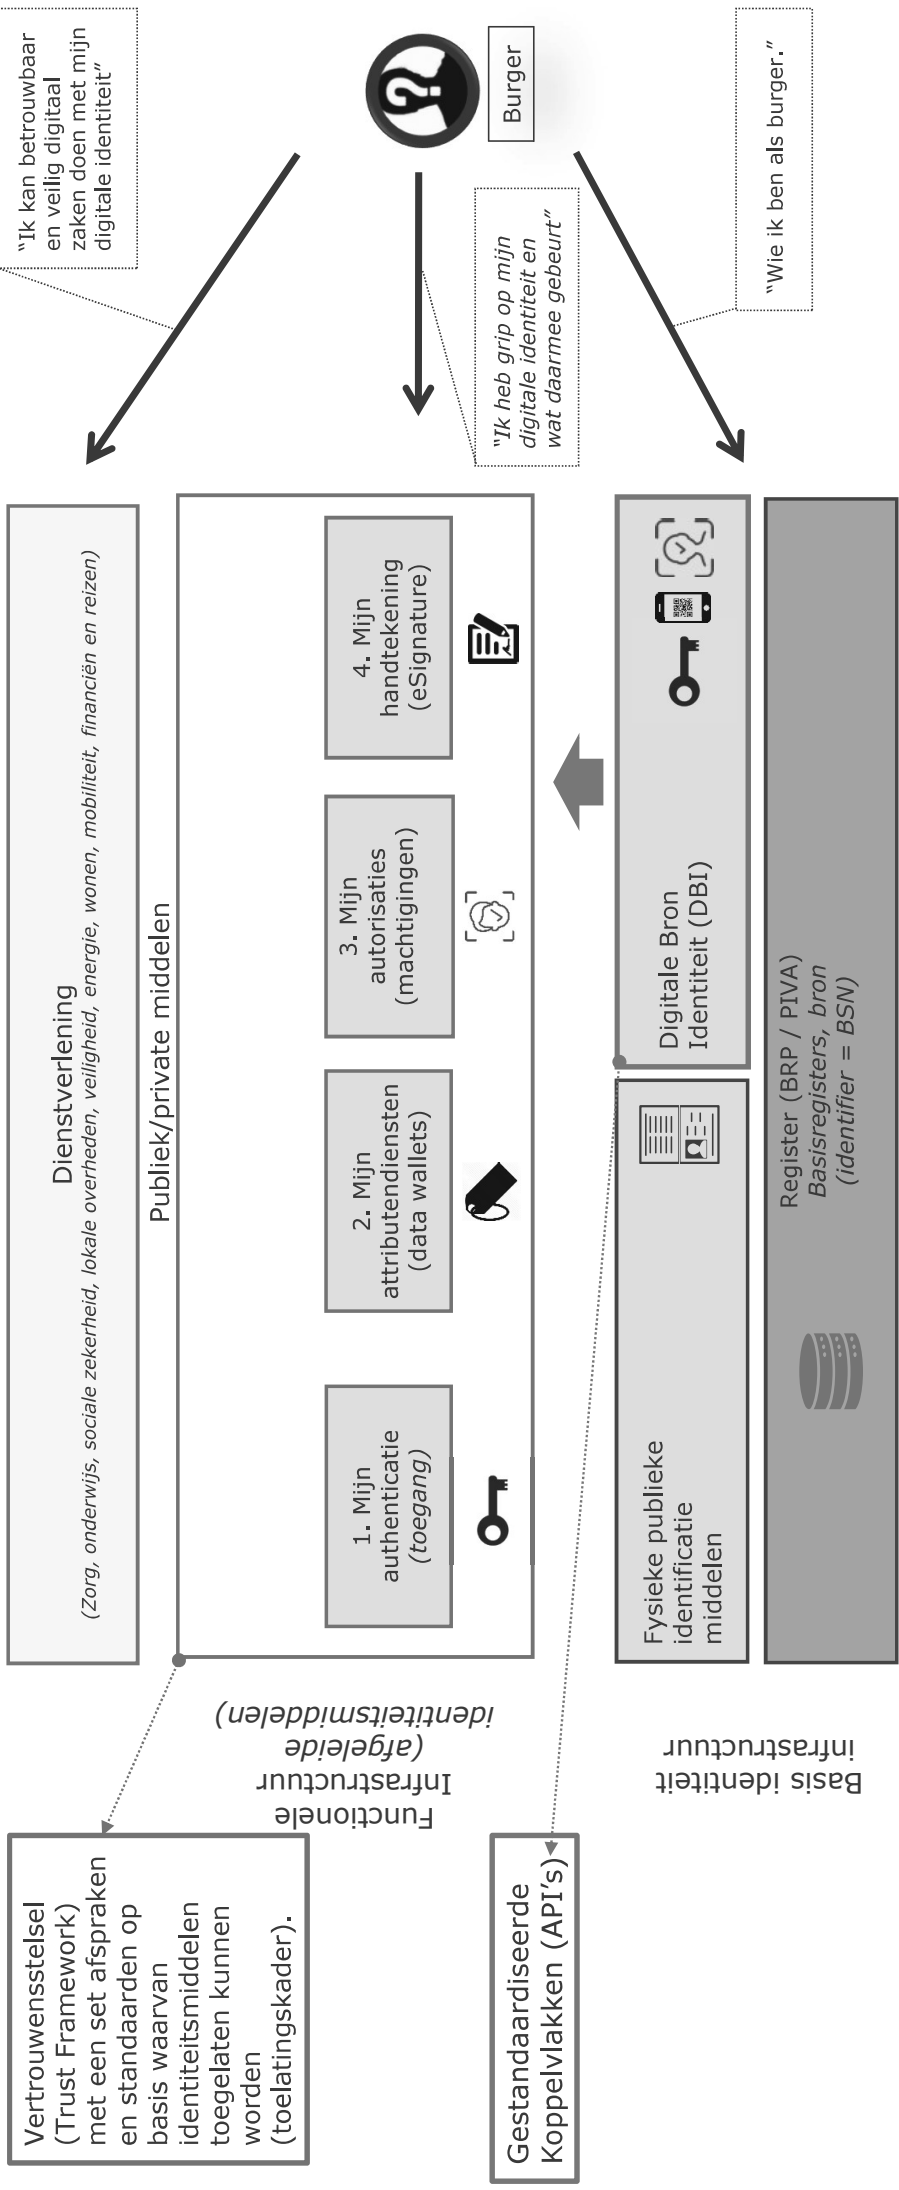 Vertrouwensstelsel
(Trust Framework)
met een set afspraken
en standaarden op
basis waarvan
identiteitsmiddelen
toegelaten kunnen
worden
(toelatingskader).
Dienstverlening
(Zorg, onderwijs, sociale zekerheid, lokale overheden, veiligheid, energie, wonen, mobiliteit, financiën en reizen)
"Ik kan betrouwbaar
en veilig digitaal
zaken doen met mijn
digitale identiteit"
Publiek/private middelen
Functionele
Infrastructuur
(afgeleide
identiteitsmiddelen)
1. Mijn
authenticatie
(toegang)
2. Mijn
attributendiensten
(data wallets)
3. Mijn
autorisaties
(machtigingen)
4. Mijn
handtekening
(eSignature)
Burger
"Ik heb grip op mijn
digitale identiteit en
wat daarmee gebeurt"
Gestandaardiseerde
Koppelvlakken (API's)
Basis identiteit
infrastructuur
Fysieke publieke
identificatie
middelen
Digitale Bron
Identiteit (DBI)
"Wie ik ben als burger."
Register (BRP / PIVA)
Basisregisters, bron
(identifier = BSN)